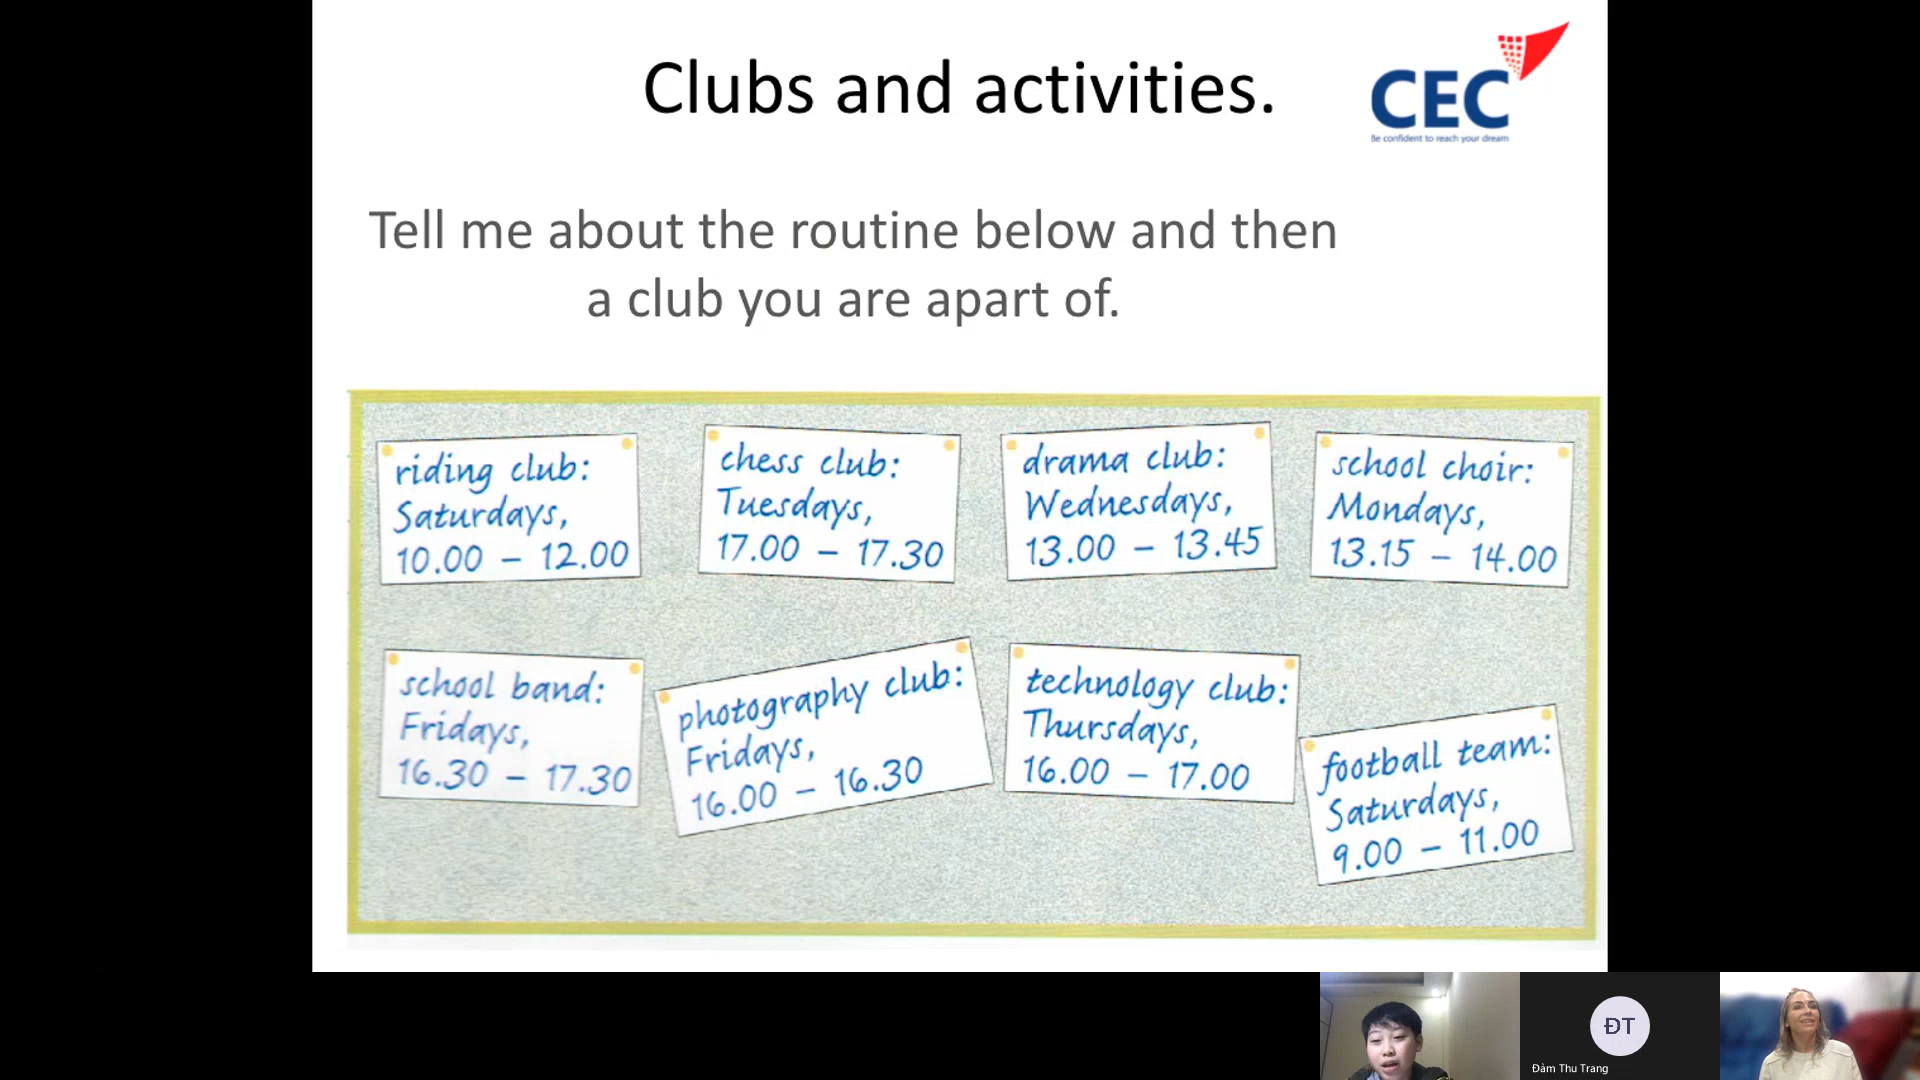 Clubs and activities.
CEC
Be confident to reach your dream
Tell me about the routine below and then
a club you are apart of.
riding club:
Saturdays,
10.00 – 12.00
chess club:
Tuesdays,
17.00 – 17.30
drama club:
Wednesdays,
13.00 – 13.45
school choir:
Mondays,
13.15 – 14.00
school band:
Fridays,
16.30 – 17.30
photography club:
Fridays,
16.00 – 16.30
technology club:
Thursdays,
16.00 – 17.00
football team:
Saturdays,
9.00 – 11.00
ĐT
Đàm Thu Trang